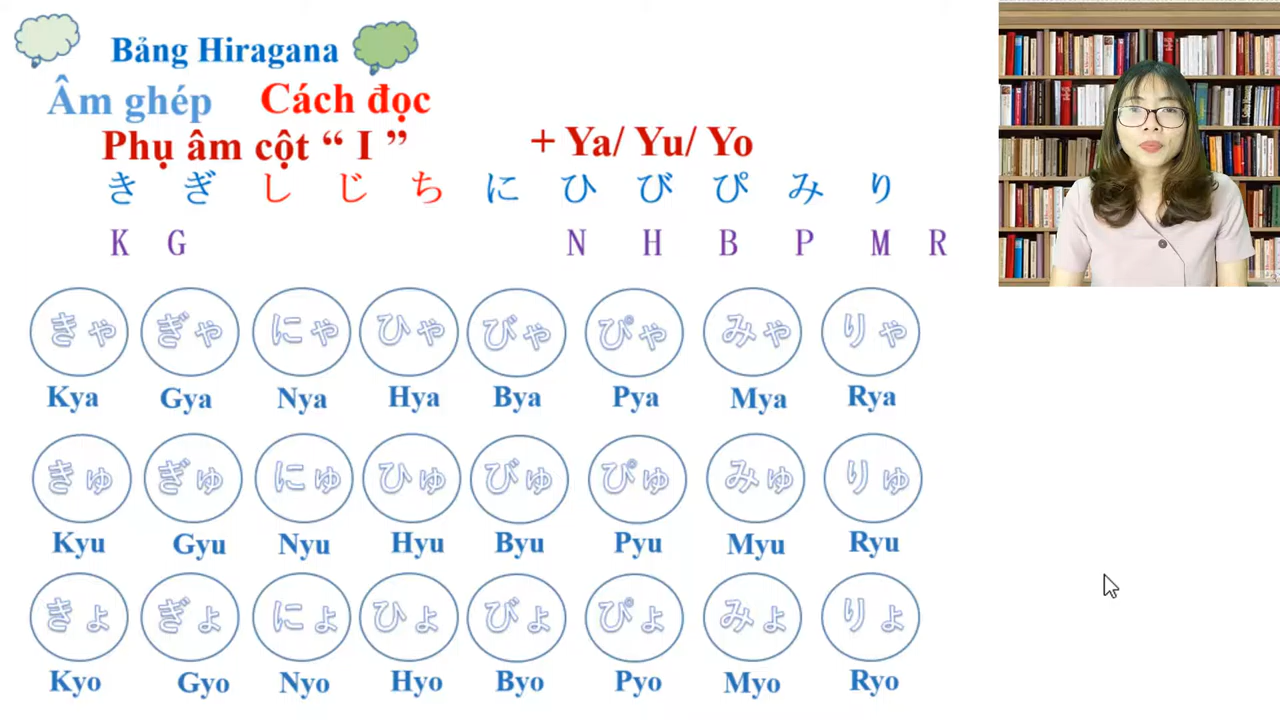 Bảng Hiragana
Âm ghép Cách đọc
Phụ âm cột “ I ” + Ya/ Yu/ Yo
き ぎ し じ ち に ひ び ぴ み り
K G N H B P M R
きゃ ぎゃ にゃ ひゃ びゃ ぴゃ みゃ りゃ
Kya Gya Nya Hya Bya Pya Mya Rya
きゅ ぎゅ にゅ ひゅ びゅ ぴゅ みゅ りゅ
Kyu Gyu Nyu Hyu Byu Pyu Myu Ryu
きょ ぎょ にょ ひょ びょ ぴょ みょ りょ
Kyo Gyo Nyo Hyo Byo Pyo Myo Ryo